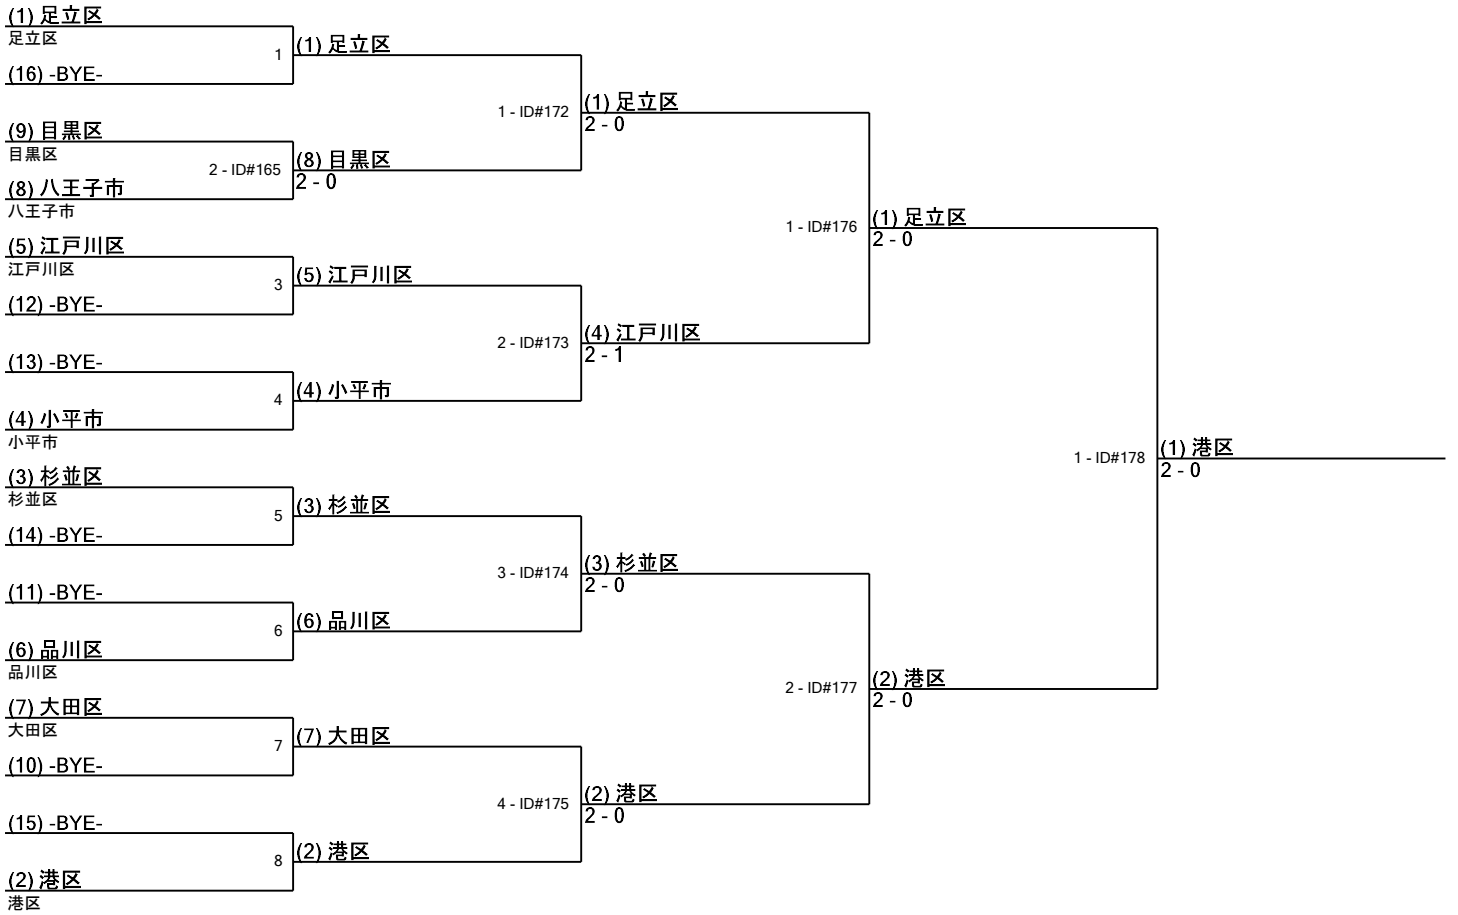 (1) 足立区
足立区
1
(16) -BYE-
(1) 足立区
(9) 目黒区
目黒区
2 - ID#165
(8) 八王子市
八王子市
(8) 目黒区
2 - 0
1 - ID#172
(1) 足立区
2 - 0
(5) 江戸川区
江戸川区
3
(12) -BYE-
(5) 江戸川区
(13) -BYE-
4
(4) 小平市
小平市
(4) 小平市
2 - ID#173
(4) 江戸川区
2 - 1
1 - ID#176
(1) 足立区
2 - 0
(3) 杉並区
杉並区
5
(14) -BYE-
(3) 杉並区
(11) -BYE-
6
(6) 品川区
品川区
(6) 品川区
3 - ID#174
(3) 杉並区
2 - 0
(7) 大田区
大田区
7
(10) -BYE-
(7) 大田区
(15) -BYE-
8
(2) 港区
港区
(2) 港区
4 - ID#175
(2) 港区
2 - 0
2 - ID#177
(2) 港区
2 - 0
1 - ID#178
(1) 港区
2 - 0